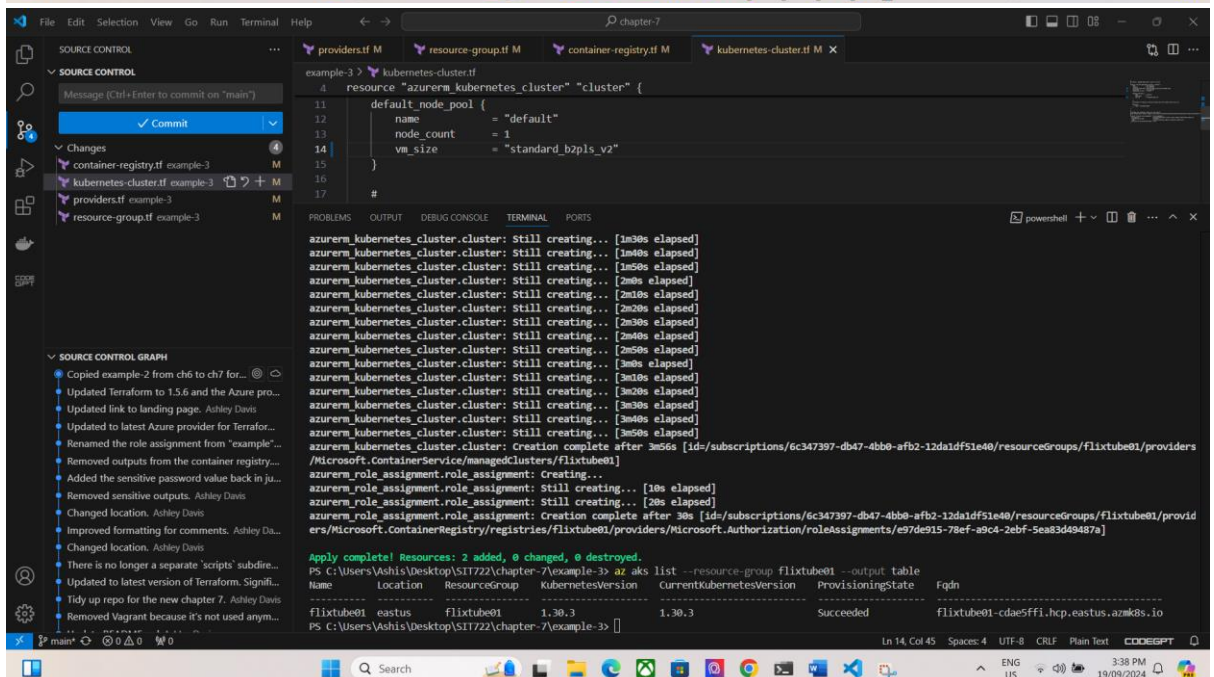 File Edit Selection View Go Run Terminal Help
chapter-7
SOURCE CONTROL
SOURCE CONTROL
Message (Ctrl+Enter to commit on "main")
Commit
Changes 4
container-registry.tf example-3 M
kubernetes-cluster.tf example-3 M
providers.tf example-3 M
resource-group.tf example-3 M
SOURCE CONTROL GRAPH
Copied example-2 from ch6 to ch7 for...
Updated Terraform to 1.5.6 and the Azure pro...
Updated link to landing page. Ashley Davis
Updated to latest Azure provider for Terrafor...
Renamed the role assignment from "example"...
Removed outputs from the container registry....
Added the sensitive password value back in ju...
Removed sensitive outputs. Ashley Davis
Changed location. Ashley Davis
Improved formatting for comments. Ashley Da...
Changed location. Ashley Davis
There is no longer a separate `scripts` subdire...
Updated to latest version of Terraform. Signifi...
Tidy up repo for the new chapter 7. Ashley Davis
Removed Vagrant because it's not used anym...
providers.tf M resource-group.tf M container-registry.tf M kubernetes-cluster.tf M
example-3 > kubernetes-cluster.tf
4 resource "azurerm_kubernetes_cluster" "cluster" {
11 default_node_pool {
12 name = "default"
13 node_count = 1
14 vm_size = "standard_b2pls_v2"
15 }
16
17 #
PROBLEMS OUTPUT DEBUG CONSOLE TERMINAL PORTS powershell
azurerm_kubernetes_cluster.cluster: Still creating... [1m30s elapsed]
azurerm_kubernetes_cluster.cluster: Still creating... [1m40s elapsed]
azurerm_kubernetes_cluster.cluster: Still creating... [1m50s elapsed]
azurerm_kubernetes_cluster.cluster: Still creating... [2m0s elapsed]
azurerm_kubernetes_cluster.cluster: Still creating... [2m10s elapsed]
azurerm_kubernetes_cluster.cluster: Still creating... [2m20s elapsed]
azurerm_kubernetes_cluster.cluster: Still creating... [2m30s elapsed]
azurerm_kubernetes_cluster.cluster: Still creating... [2m40s elapsed]
azurerm_kubernetes_cluster.cluster: Still creating... [2m50s elapsed]
azurerm_kubernetes_cluster.cluster: Still creating... [3m0s elapsed]
azurerm_kubernetes_cluster.cluster: Still creating... [3m10s elapsed]
azurerm_kubernetes_cluster.cluster: Still creating... [3m20s elapsed]
azurerm_kubernetes_cluster.cluster: Still creating... [3m30s elapsed]
azurerm_kubernetes_cluster.cluster: Still creating... [3m40s elapsed]
azurerm_kubernetes_cluster.cluster: Still creating... [3m50s elapsed]
azurerm_kubernetes_cluster.cluster: Creation complete after 3m56s [id=/subscriptions/6c347397-db47-4bb0-afb2-12da1df51e40/resourceGroups/flixtube01/providers
/Microsoft.ContainerService/managedClusters/flixtube01]
azurerm_role_assignment.role_assignment: Creating...
azurerm_role_assignment.role_assignment: Still creating... [10s elapsed]
azurerm_role_assignment.role_assignment: Still creating... [20s elapsed]
azurerm_role_assignment.role_assignment: Creation complete after 30s [id=/subscriptions/6c347397-db47-4bb0-afb2-12da1df51e40/resourceGroups/flixtube01/provid
ers/Microsoft.ContainerRegistry/registries/flixtube01/providers/Microsoft.Authorization/roleAssignments/e97de915-78ef-a9c4-2ebf-5ea83d49487a]
Apply complete! Resources: 2 added, 0 changed, 0 destroyed.
PS C:\Users\Ashis\Desktop\SIT722\chapter-7\example-3> az aks list --resource-group flixtube01 --output table
Name Location ResourceGroup KubernetesVersion CurrentKubernetesVersion ProvisioningState Fqdn
flixtube01 eastus flixtube01 1.30.3 1.30.3 Succeeded flixtube01-cdae5ffi.hcp.eastus.azmk8s.io
PS C:\Users\Ashis\Desktop\SIT722\chapter-7\example-3>
main* 0 0 0 Ln 14, Col 45 Spaces: 4 UTF-8 CRLF Plain Text CODEGPT
Search ENG US 3:38 PM 19/09/2024